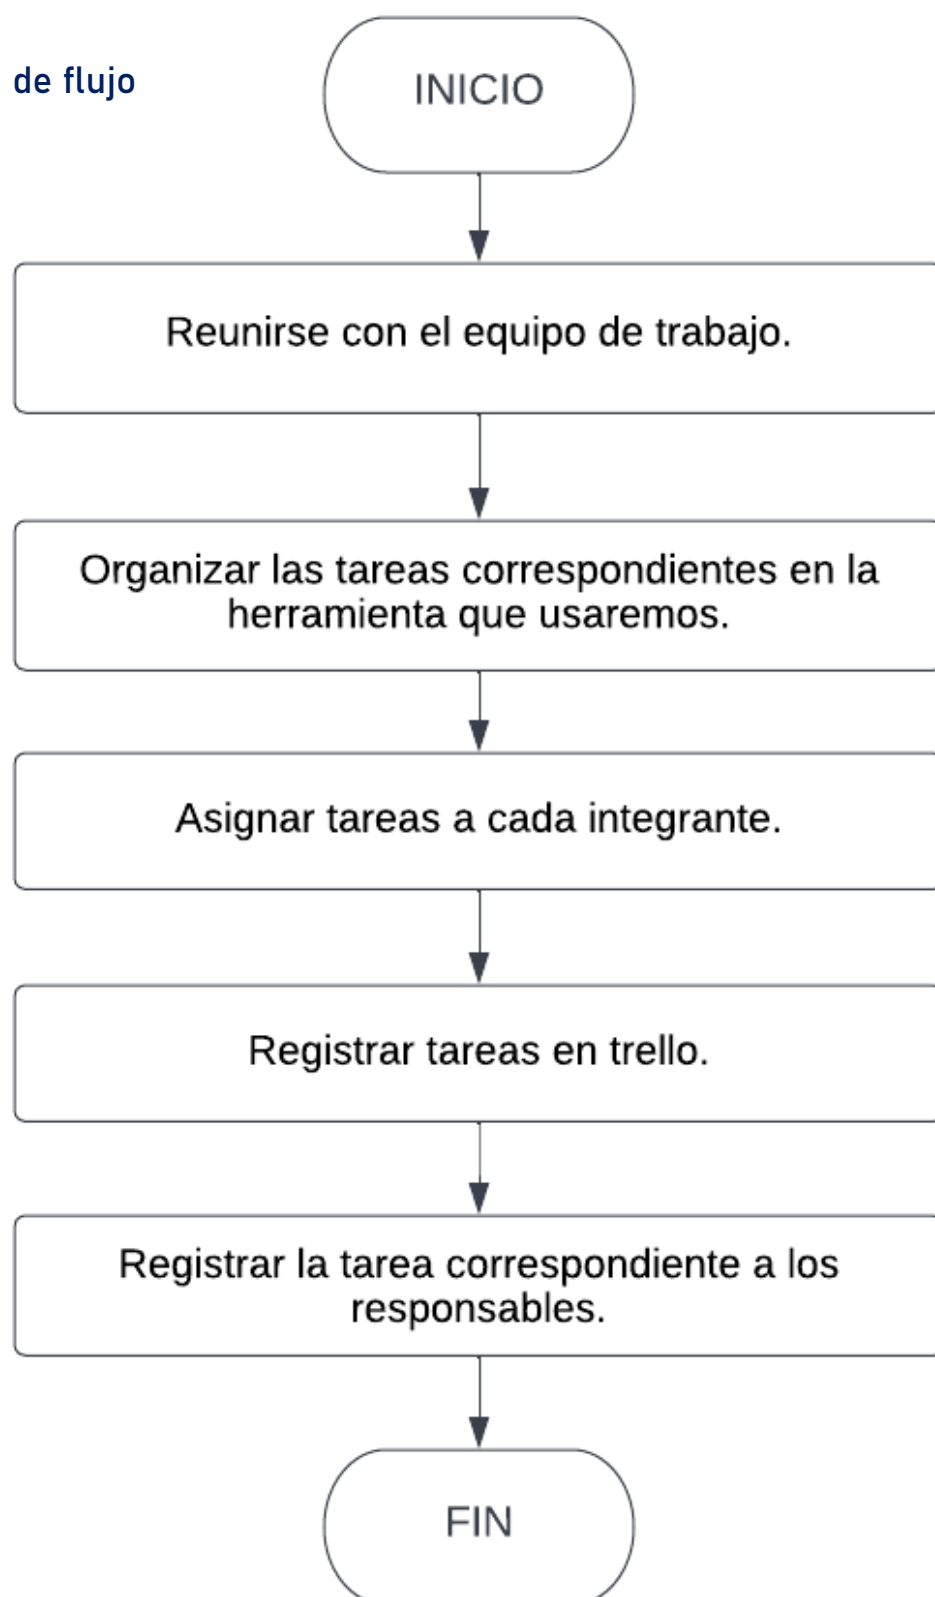 de flujo
INICIO
Reunirse con el equipo de trabajo.
Organizar las tareas correspondientes en la
herramienta que usaremos.
Asignar tareas a cada integrante.
Registrar tareas en trello.
Registrar la tarea correspondiente a los
responsables.
FIN